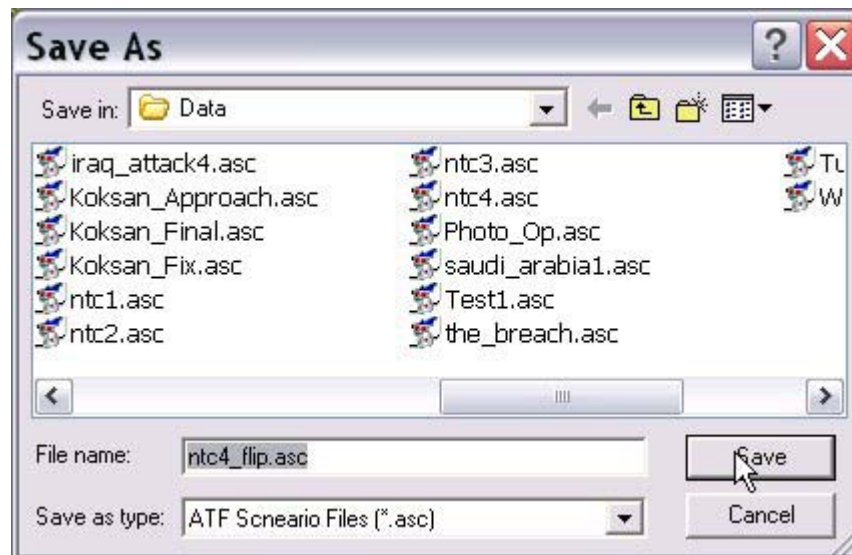 Save As
Save in: Data
iraq_attack4.asc
Koksan_Approach.asc
Koksan_Final.asc
Koksan_Fix.asc
ntc1.asc
ntc2.asc
ntc3.asc
ntc4.asc
Photo_Op.asc
saudi_arabia1.asc
Test1.asc
the_breach.asc
File name: ntc4_flip.asc
Save
Save as type: ATF Scneario Files (*.asc)
Cancel